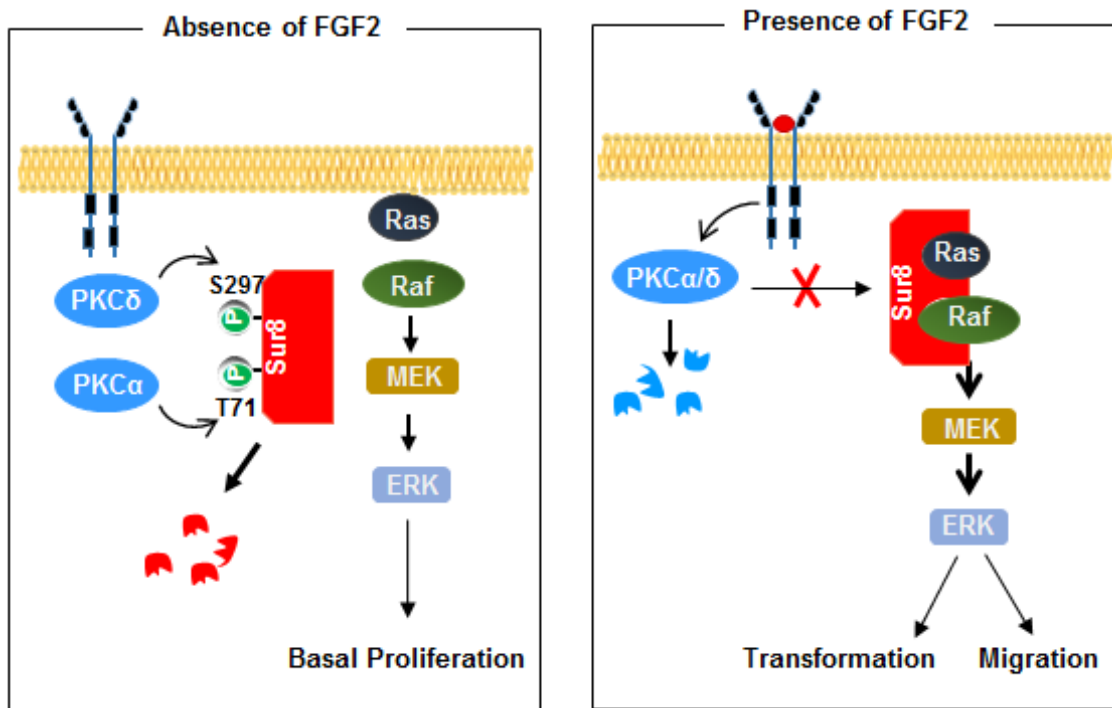 Absence of FGF2
Ras
Raf
PKCδ
S297
P
Sur8
P
T71
PKCα
MEK
ERK
Basal Proliferation
Presence of FGF2
PKCα/δ
X
Sur8
Ras
Raf
MEK
ERK
Transformation
Migration